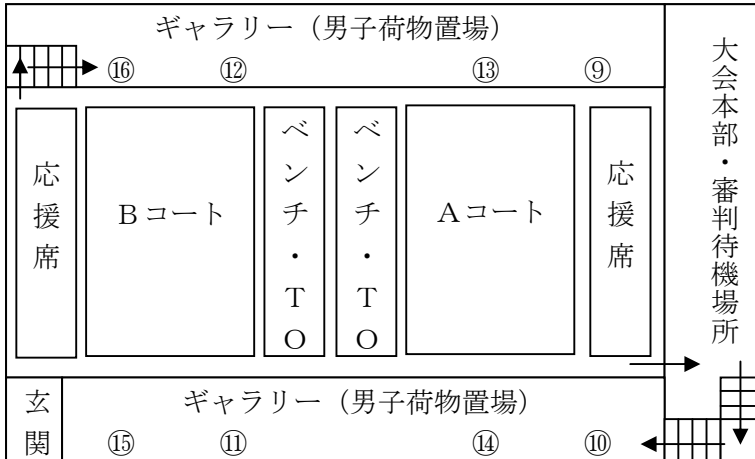 ギャラリー（男子荷物置場）
⑯ ⑫ ⑬ ⑨
応援席
Bコート
ベンチ・TO
ベンチ・TO
Aコート
応援席
大会本部・審判待機場所
玄関
ギャラリー（男子荷物置場）
⑮ ⑪ ⑭ ⑩